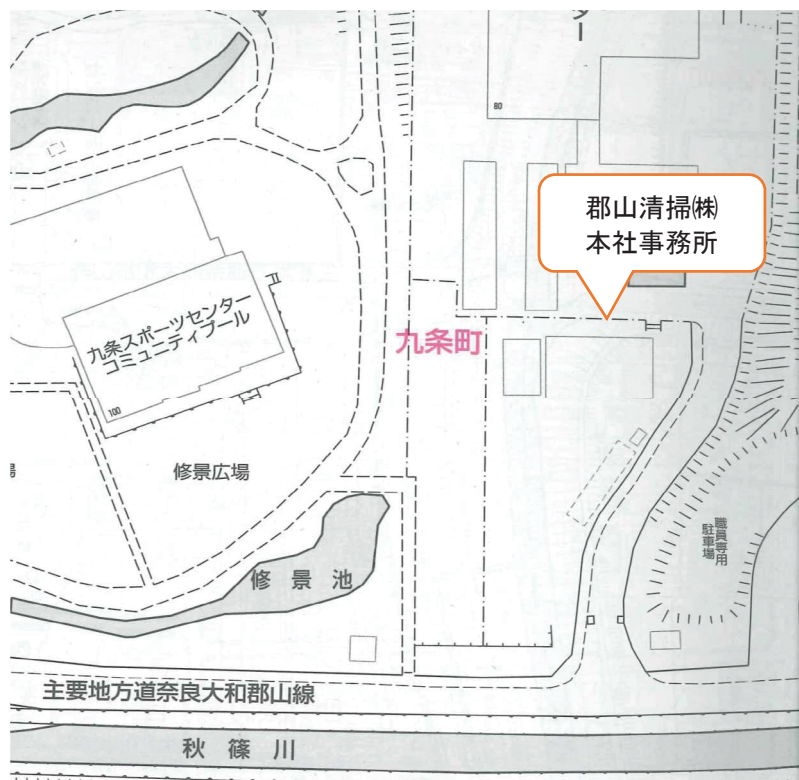 ター
80
郡山清掃㈱
本社事務所
九条スポーツセンター
コミュニティプール
九条町
100
場
修景広場
職員専用
駐車場
修景池
主要地方道奈良大和郡山線
秋篠川